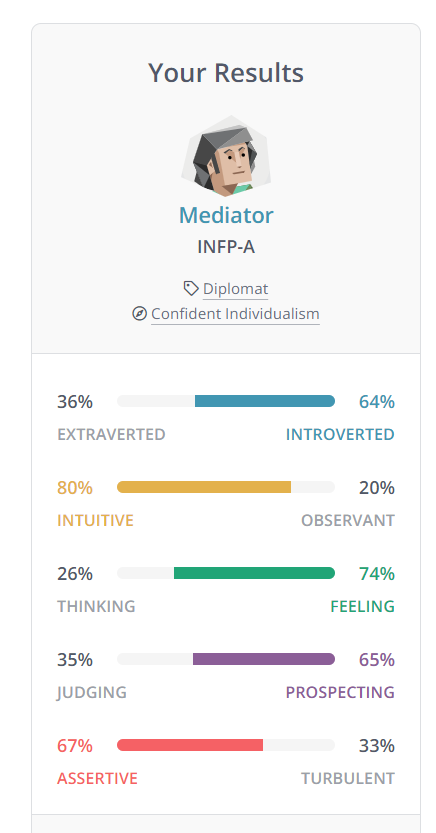 Your Results
Mediator
INFP-A
Diplomat
Confident Individualism
36% 64%
EXTRAVERTED INTROVERTED
80% 20%
INTUITIVE OBSERVANT
26% 74%
THINKING FEELING
35% 65%
JUDGING PROSPECTING
67% 33%
ASSERTIVE TURBULENT